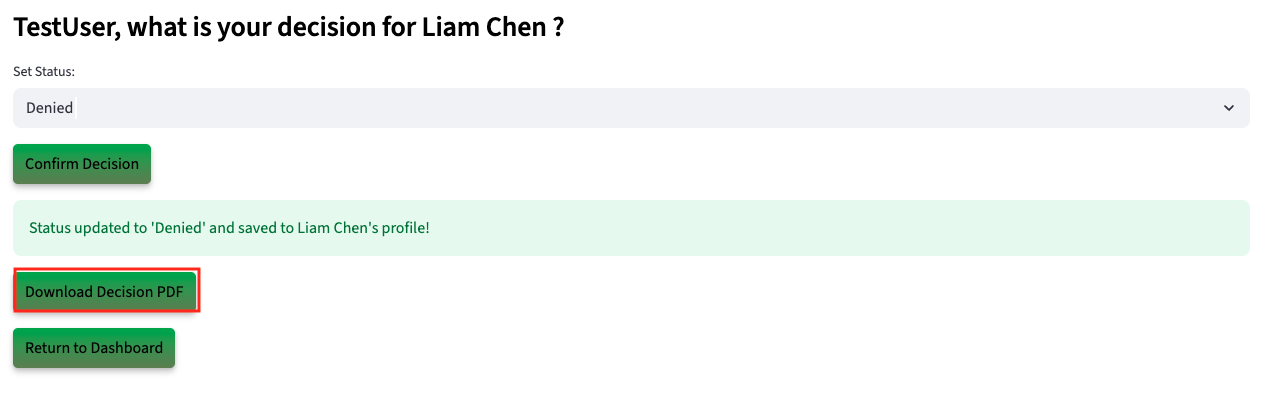 TestUser, what is your decision for Liam Chen ?
Set Status:
Denied
Confirm Decision
Status updated to 'Denied' and saved to Liam Chen's profile!
Download Decision PDF
Return to Dashboard